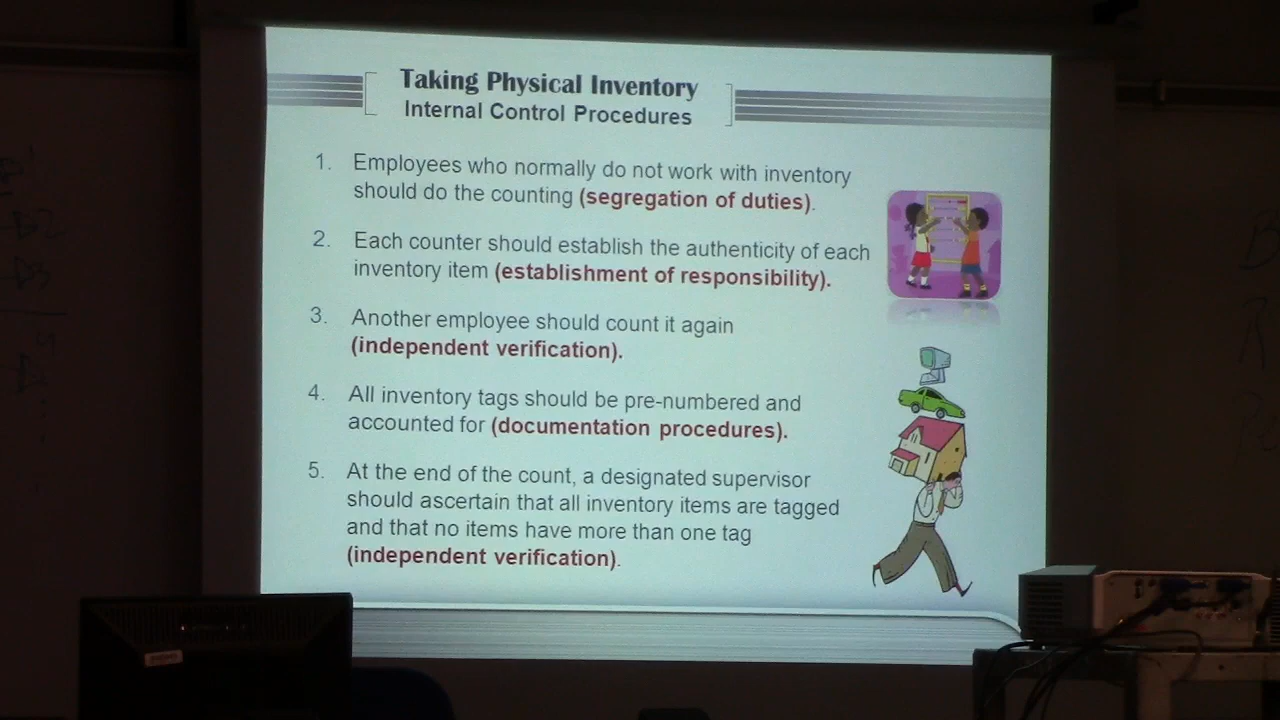 Taking Physical Inventory
Internal Control Procedures
1. Employees who normally do not work with inventory
should do the counting (segregation of duties).
2. Each counter should establish the authenticity of each
inventory item (establishment of responsibility).
3. Another employee should count it again
(independent verification).
4. All inventory tags should be pre-numbered and
accounted for (documentation procedures).
5. At the end of the count, a designated supervisor
should ascertain that all inventory items are tagged
and that no items have more than one tag
(independent verification).